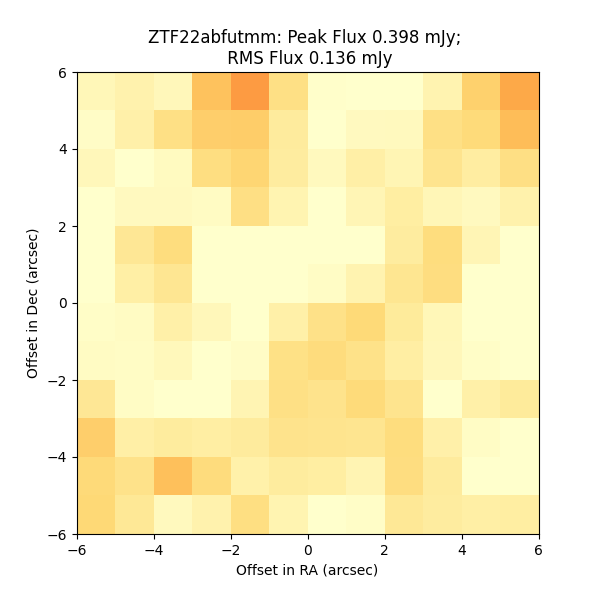 ZTF22abfutmm: Peak Flux 0.398 mJy;
RMS Flux 0.136 mJy
6
4
2
0
−2
−4
−6
Offset in Dec (arcsec)
−6 −4 −2 0 2 4 6
Offset in RA (arcsec)